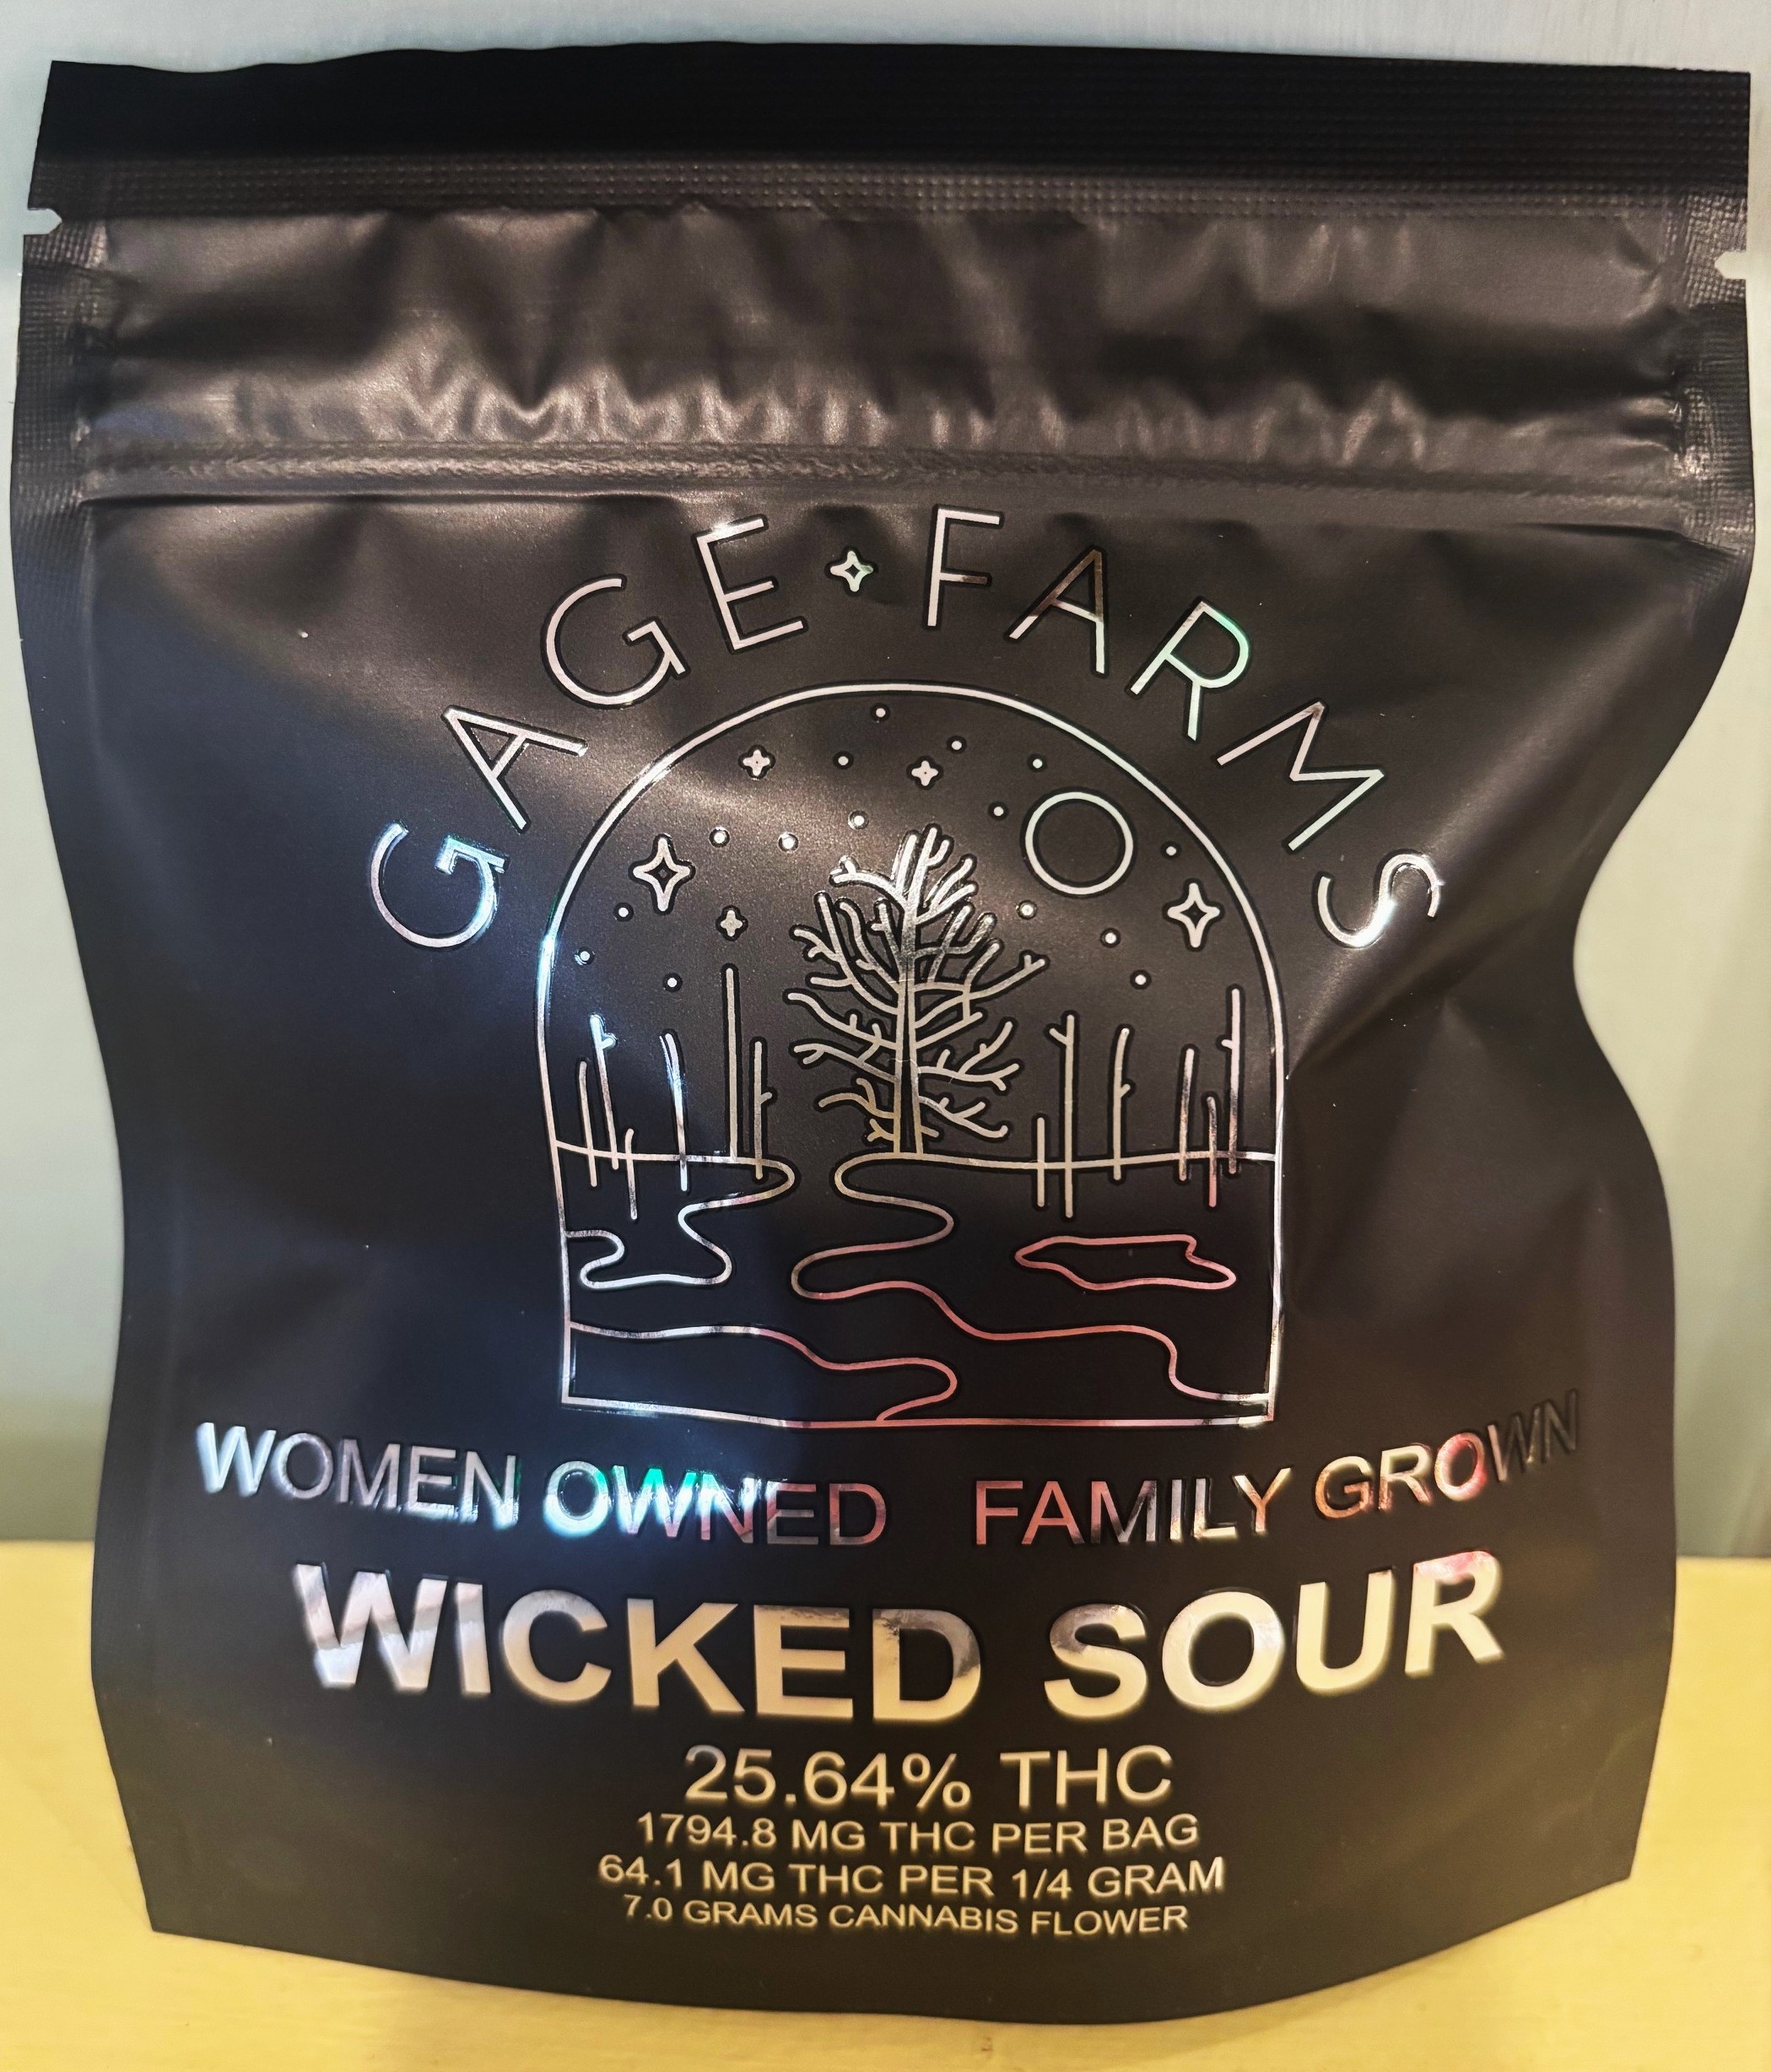 GAGE FARMS
WOMEN OWNED FAMILY GROWN
WICKED SOUR
25.64% THC
1794.8 MG THC PER BAG
64.1 MG THC PER 1/4 GRAM
7.0 GRAMS CANNABIS FLOWER